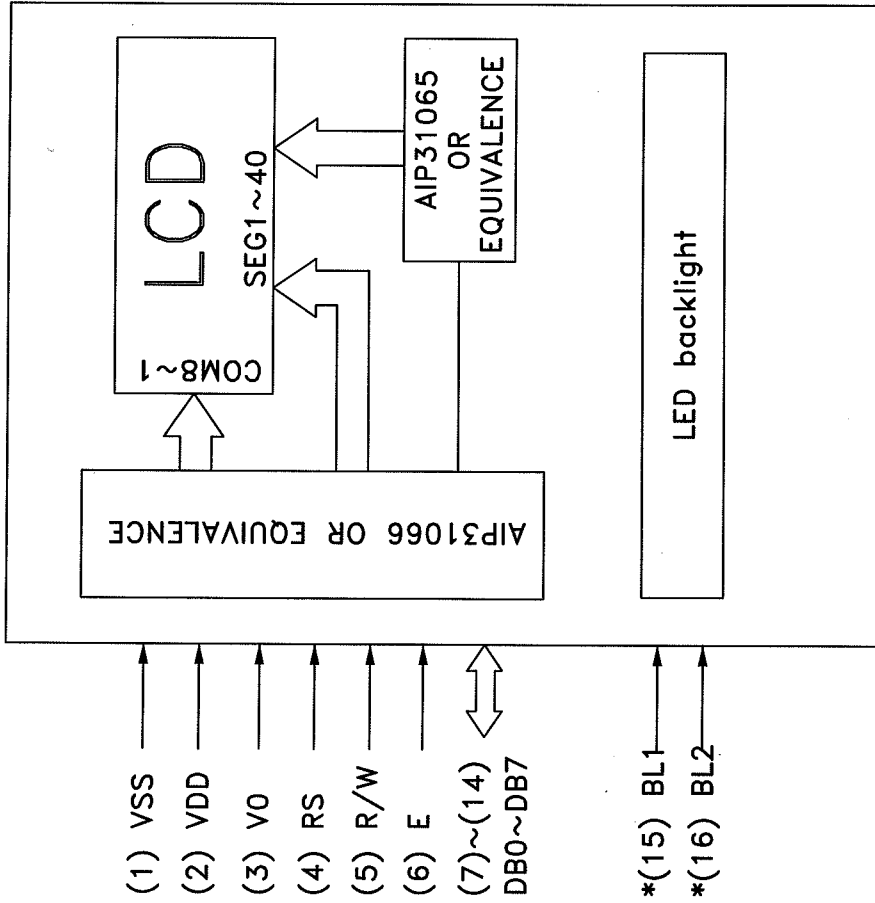 (1) VSS
(2) VDD
(3) V0
(4) RS
(5) R/W
(6) E
(7)~(14)
DB0~DB7
*(15) BL1
*(16) BL2
AIP31066 OR EQUIVALENCE
LCD
COM8~1
SEG1~40
AIP31065
OR
EQUIVALENCE
LED backlight